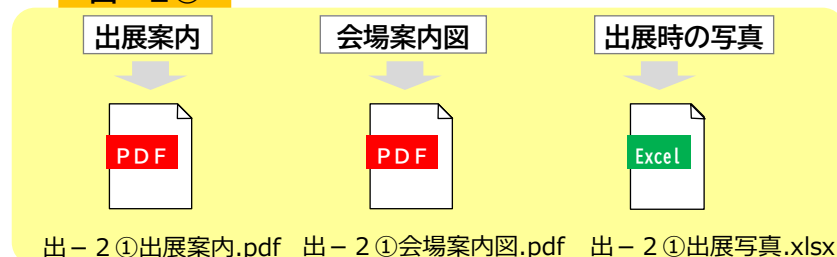 出－２①
出展案内 会場案内図 出展時の写真
ＰＤＦ ＰＤＦ Excel
出－２①出展案内.pdf 出－２①会場案内図.pdf 出－２①出展写真.xlsx